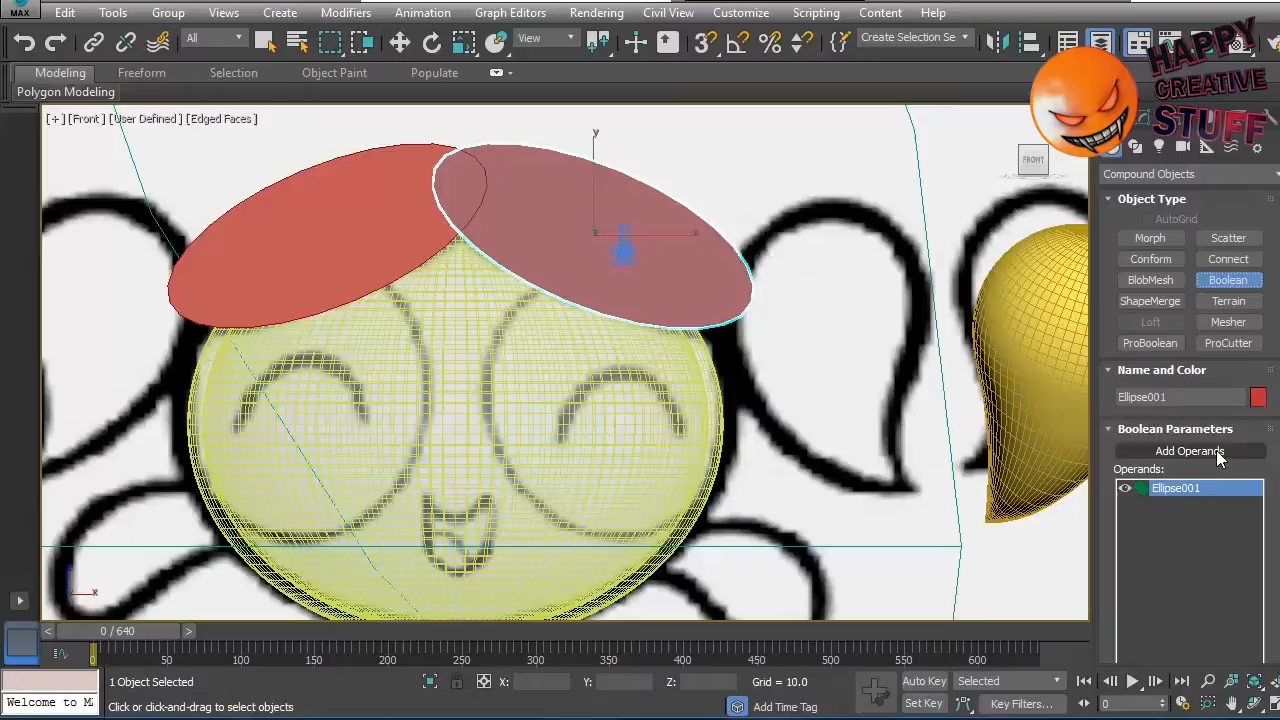 MAX
Edit Tools Group Views Create Modifiers Animation Graph Editors Rendering Civil View Customize Scripting Content Help
All View Create Selection Se
HAPPY
CREATIVE
STUFF
Modeling Freeform Selection Object Paint Populate
Polygon Modeling
[+] [Front] [User Defined] [Edged Faces]
FRONT
y
x
x
Compound Objects
Object Type
AutoGrid
Morph Scatter
Conform Connect
BlobMesh Boolean
ShapeMerge Terrain
Loft Mesher
ProBoolean ProCutter
Name and Color
Ellipse001
Boolean Parameters
Add Operands
Operands:
Ellipse001
0 / 640
0 50 100 150 200 250 300 350 400 450 500 550 600
1 Object Selected X: Y: Z: Grid = 10.0 Auto Key Selected
Welcome to M Click or click-and-drag to select objects Add Time Tag Set Key Key Filters... 0